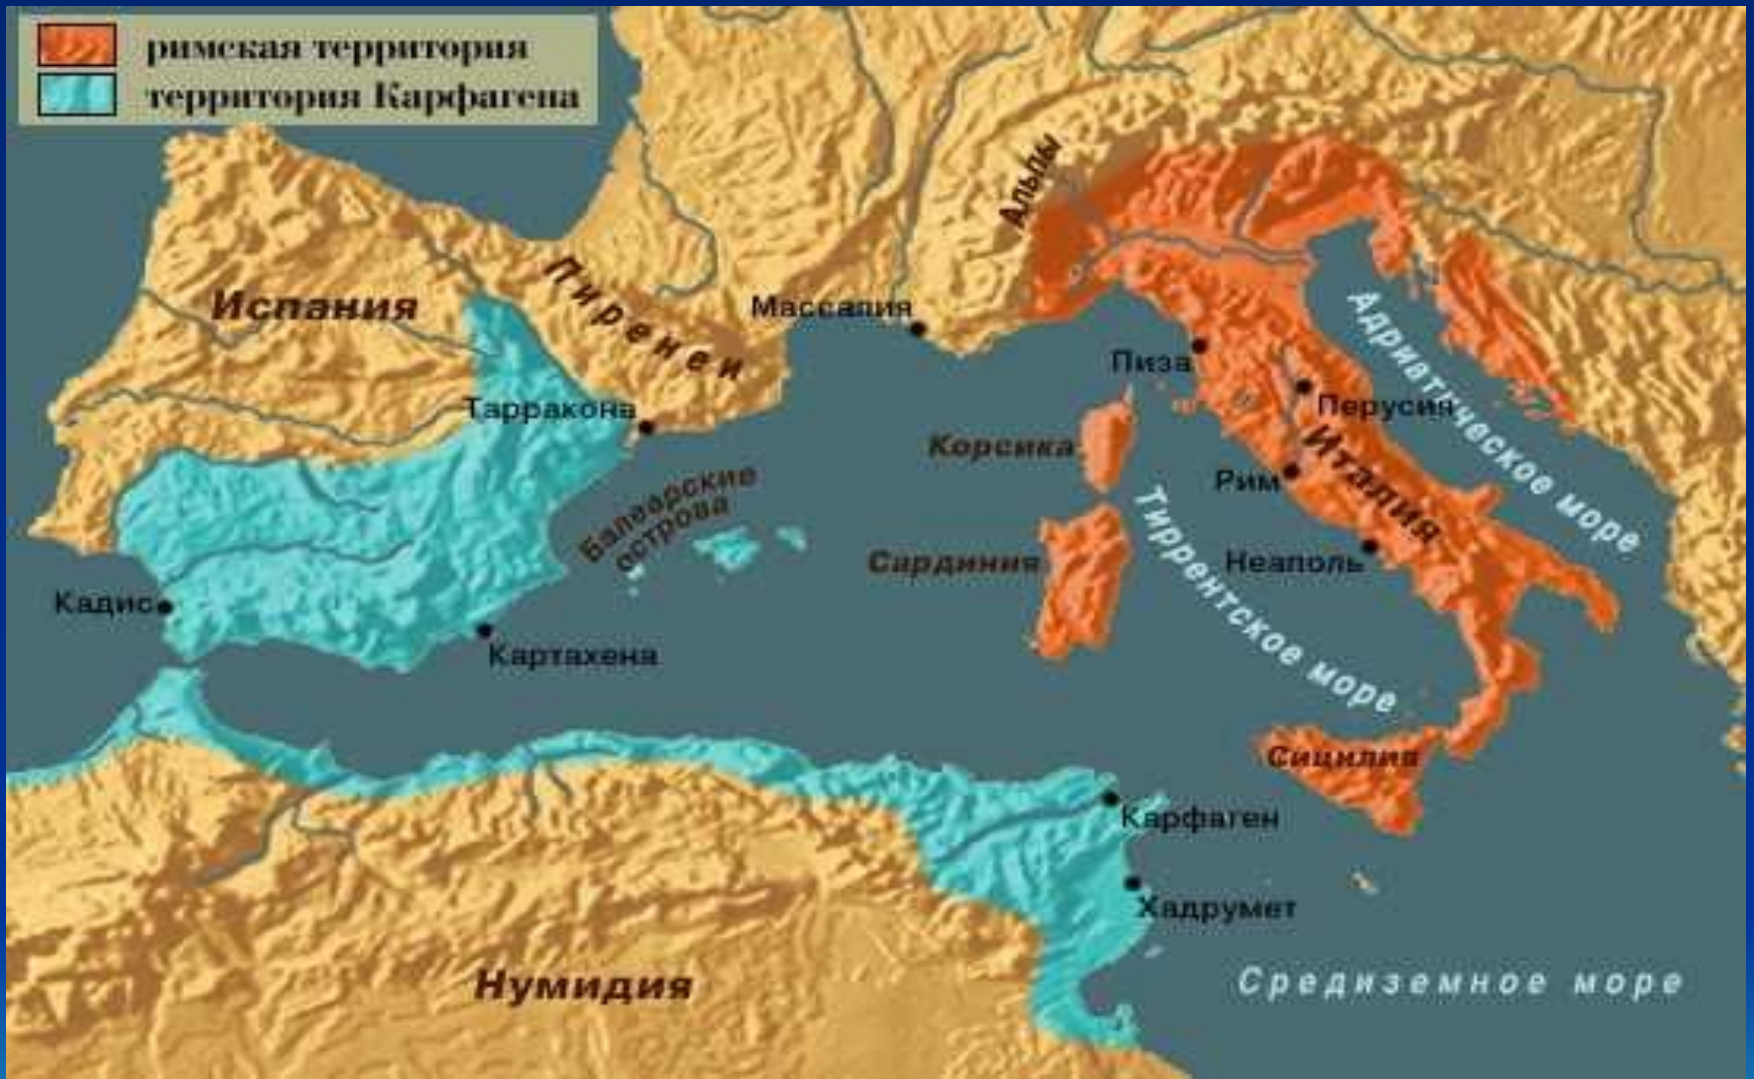 римская территория
территория Карфагена
Альпы
Испания
Пиренеи
Массалия
Пиза
Адриатическое море
Тарракона
Перусия
Корсика
Италия
Рим
Балеарские
острова
Тиррентское море
Сардиния
Неаполь
Кадис
Картахена
Сицилия
Карфаген
Хадрумет
Нумидия
Средиземное море